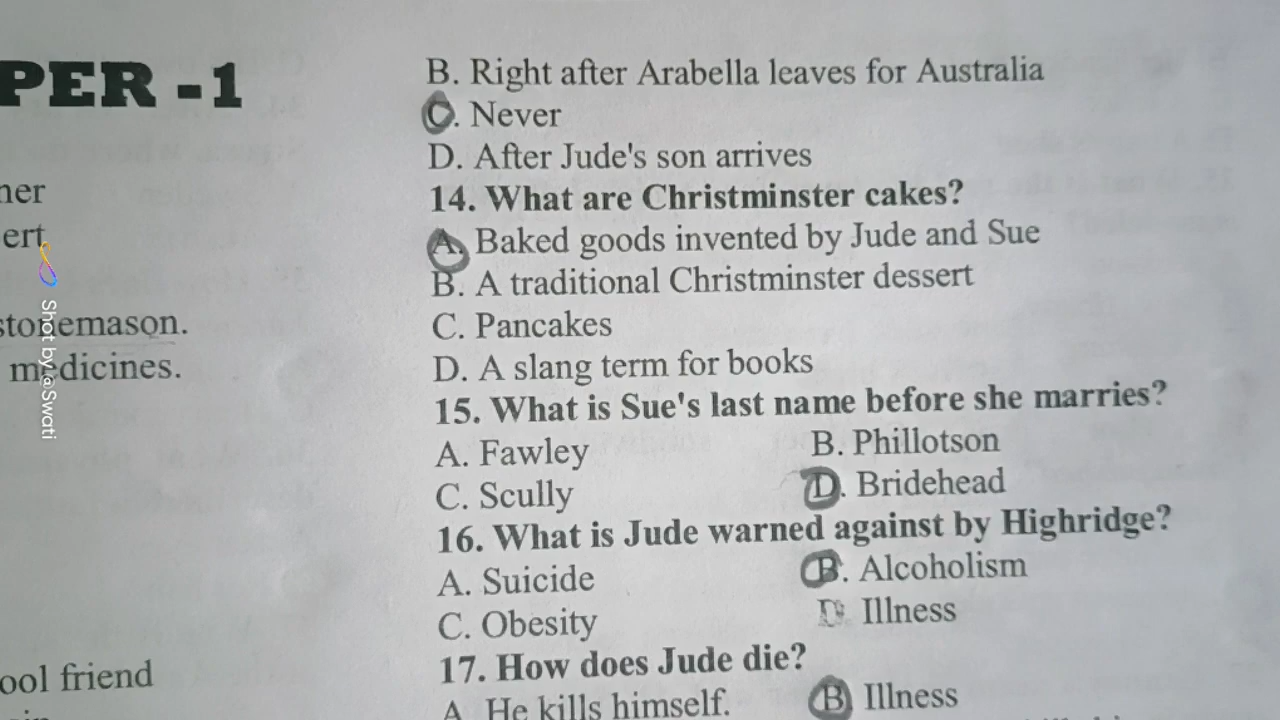 PER -1
ner
ert
stonemason.
medicines.
ool friend
B. Right after Arabella leaves for Australia
C. Never
D. After Jude's son arrives
14. What are Christminster cakes?
A. Baked goods invented by Jude and Sue
B. A traditional Christminster dessert
C. Pancakes
D. A slang term for books
15. What is Sue's last name before she marries?
A. Fawley B. Phillotson
C. Scully D. Bridehead
16. What is Jude warned against by Highridge?
A. Suicide B. Alcoholism
C. Obesity D. Illness
17. How does Jude die?
A. He kills himself. B. Illness
Shot by @Swati